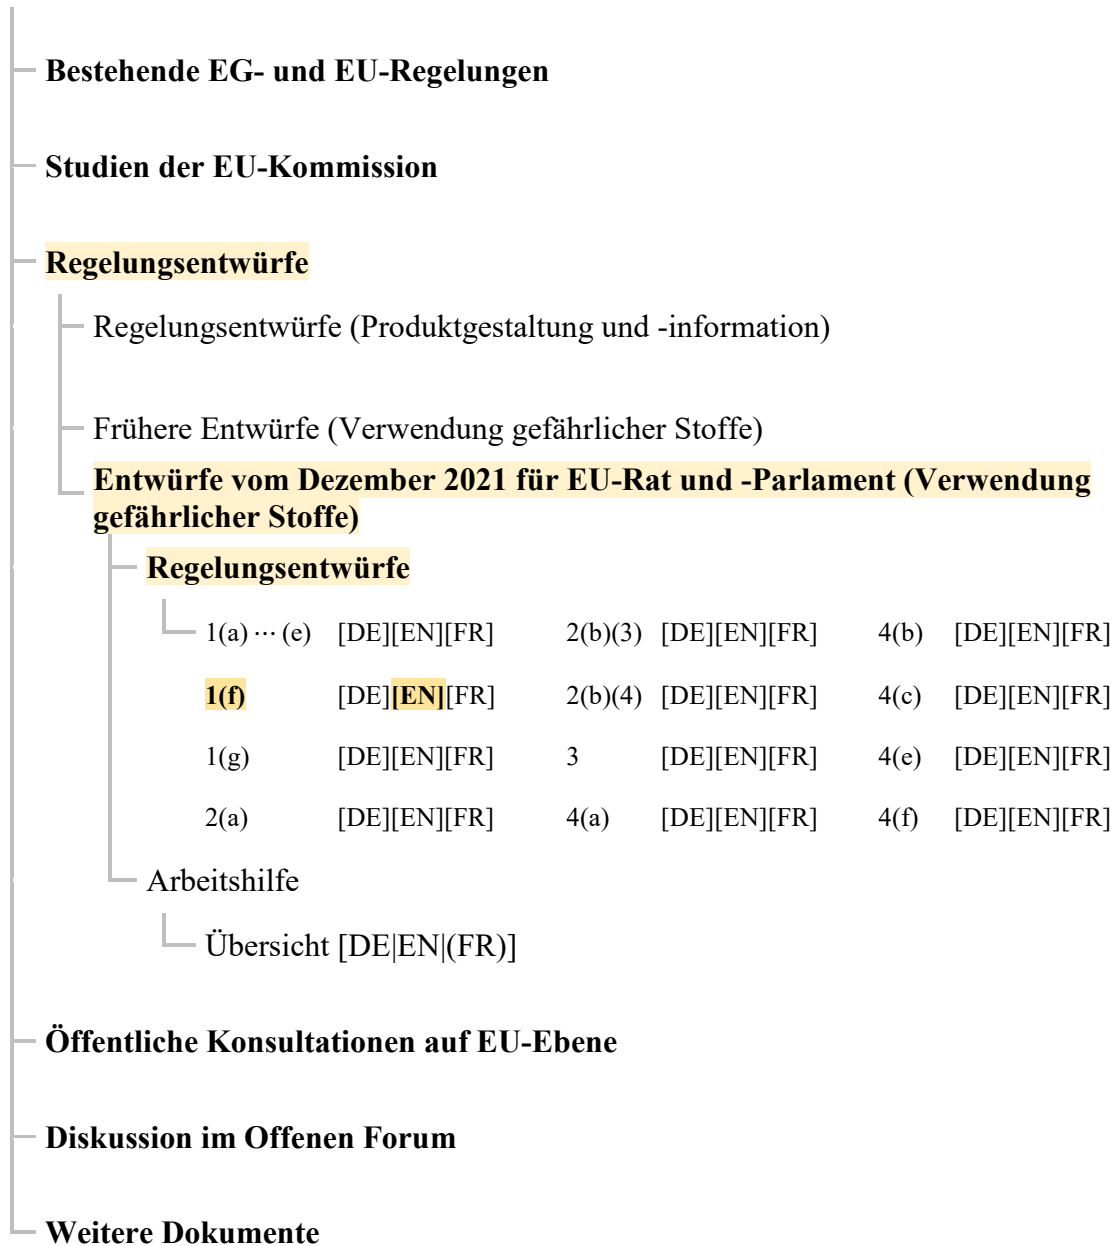 Bestehende EG- und EU-Regelungen
Studien der EU-Kommission
Regelungsentwürfe
Regelungsentwürfe (Produktgestaltung und -information)
Frühere Entwürfe (Verwendung gefährlicher Stoffe)
Entwürfe vom Dezember 2021 für EU-Rat und -Parlament (Verwendung
gefährlicher Stoffe)
Regelungsentwürfe
1(a) ··· (e) [DE][EN][FR] 2(b)(3) [DE][EN][FR] 4(b) [DE][EN][FR]
1(f) [DE][EN][FR] 2(b)(4) [DE][EN][FR] 4(c) [DE][EN][FR]
1(g) [DE][EN][FR] 3 [DE][EN][FR] 4(e) [DE][EN][FR]
2(a) [DE][EN][FR] 4(a) [DE][EN][FR] 4(f) [DE][EN][FR]
Arbeitshilfe
Übersicht [DE|EN|(FR)]
Öffentliche Konsultationen auf EU-Ebene
Diskussion im Offenen Forum
Weitere Dokumente